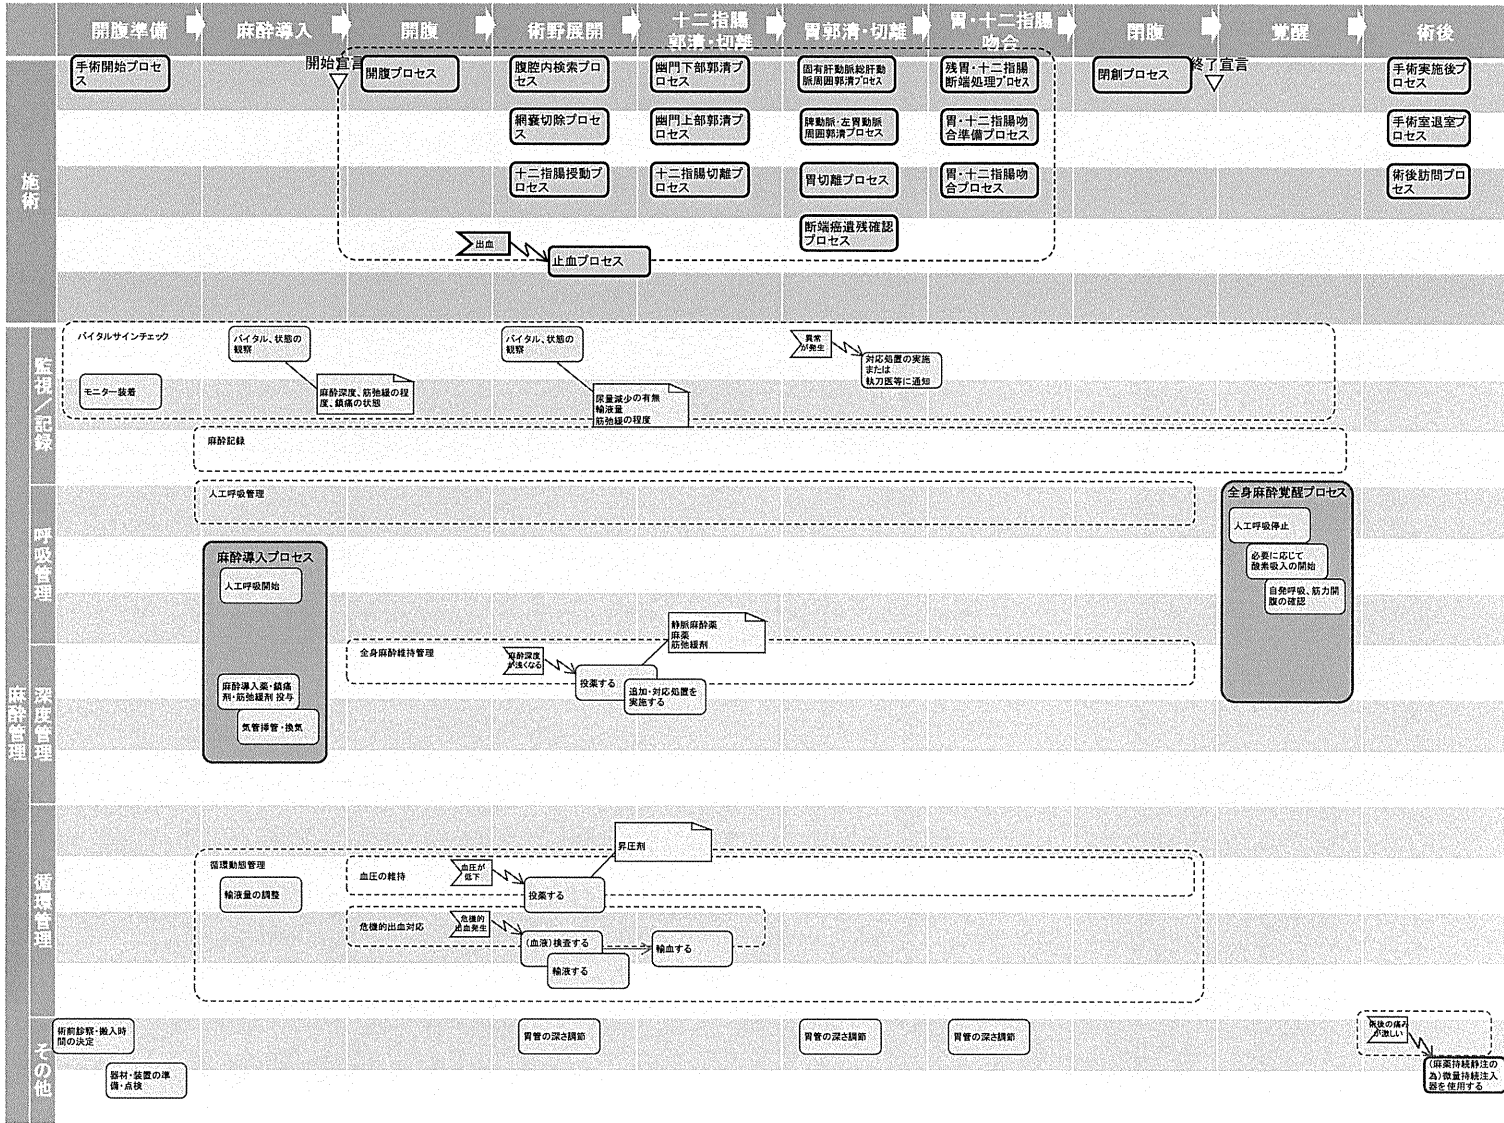 開腹準備
麻酔導入
開腹
術野展開
十二指腸
郭清・切離
胃郭清・切離
胃・十二指腸
吻合
閉腹
覚醒
術後
施術
手術開始プロセ
ス
開始宣言
開腹プロセス
腹腔内検索プロ
セス
幽門下部郭清プ
ロセス
固有肝動脈総肝動
脈周囲郭清プロセス
残胃・十二指腸
断端処理プロセス
閉創プロセス
終了宣言
手術実施後プ
ロセス
網嚢切除プロセ
ス
幽門上部郭清プ
ロセス
脾動脈・左胃動脈
周囲郭清プロセス
胃・十二指腸吻
合準備プロセス
手術室退室プ
ロセス
十二指腸授動プ
ロセス
十二指腸切離プ
ロセス
胃切離プロセス
胃・十二指腸吻
合プロセス
術後訪問プロ
セス
断端癌遺残確認
プロセス
出血
止血プロセス
麻酔管理
監視/記録
バイタルサインチェック
モニター装着
バイタル、状態の
観察
麻酔深度、筋弛緩の程
度、鎮痛の状態
バイタル、状態の
観察
尿量減少の有無
輸液量
筋弛緩の程度
異常
が発生
対応処置の実施
または
執刀医等に通知
麻酔記録
呼吸管理
人工呼吸管理
麻酔導入プロセス
人工呼吸開始
全身麻酔覚醒プロセス
人工呼吸停止
必要に応じて
酸素吸入の開始
自発呼吸、筋力開
腹の確認
深度管理
全身麻酔維持管理
麻酔深度
が浅くなる
投薬する
追加・対応処置を
実施する
静脈麻酔薬
麻薬
筋弛緩剤
麻酔導入薬・鎮痛
剤・筋弛緩剤 投与
気管挿管・換気
循環管理
循環動態管理
輸液量の調整
血圧の維持
血圧が
低下
投薬する
昇圧剤
危機的出血対応
危機的
出血発生
(血液)検査する
輸液する
輸血する
その他
術前診察・搬入時
間の決定
器材・装置の準
備・点検
胃管の深さ調節
胃管の深さ調節
胃管の深さ調節
術後の痛み
が激しい
(麻薬持続静注の
為)微量持続注入
器を使用する